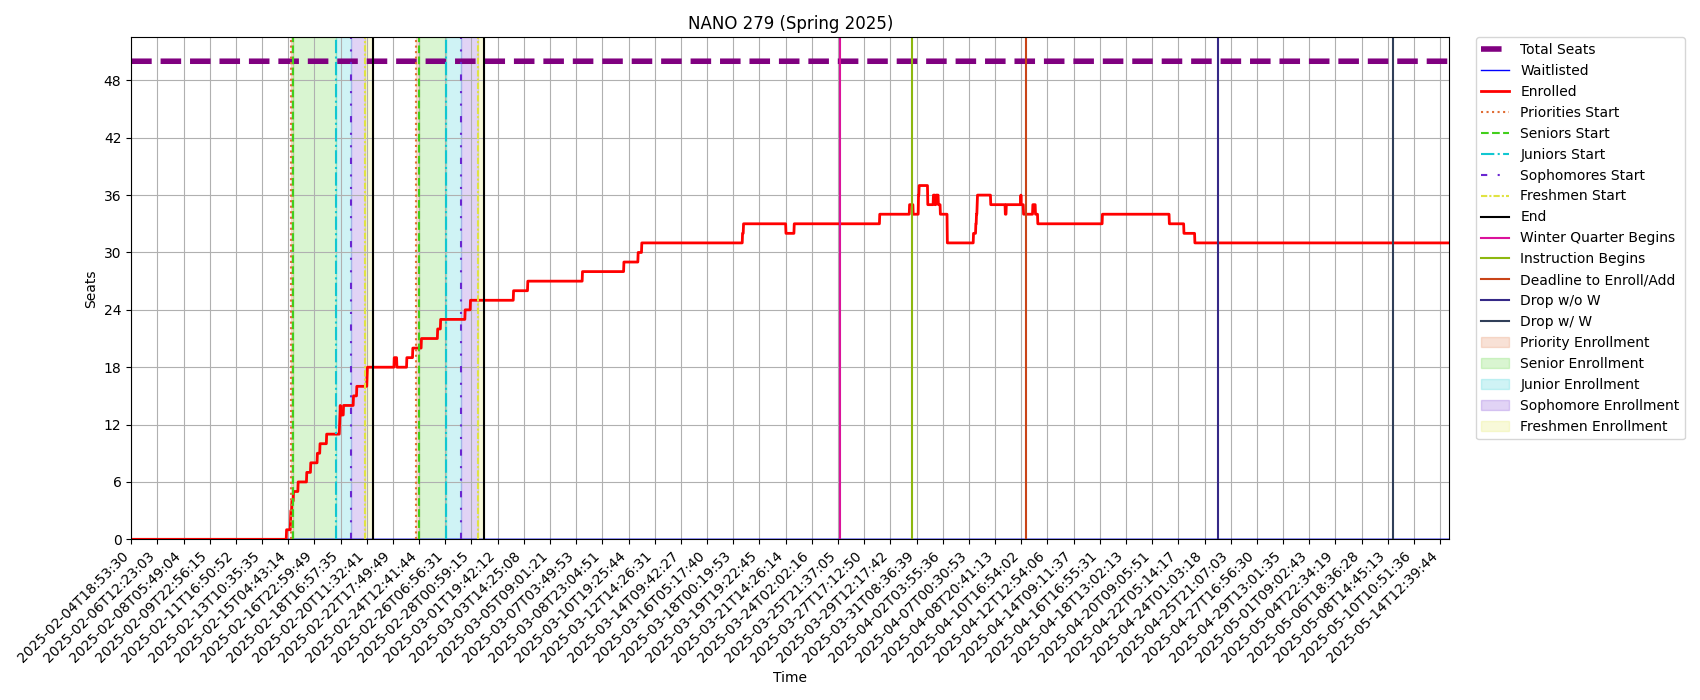 NANO 279 (Spring 2025)
Seats
48
42
36
30
24
18
12
6
0
2025-02-04T18:53:30
2025-02-06T12:23:03
2025-02-08T05:49:04
2025-02-09T22:56:15
2025-02-11T16:50:52
2025-02-13T10:35:35
2025-02-15T04:43:14
2025-02-16T22:59:49
2025-02-18T16:57:35
2025-02-20T11:32:41
2025-02-22T17:49:49
2025-02-24T12:41:44
2025-02-26T06:56:31
2025-02-28T00:59:15
2025-03-01T19:42:12
2025-03-03T14:25:08
2025-03-05T09:01:21
2025-03-07T03:49:53
2025-03-08T23:04:51
2025-03-10T19:25:44
2025-03-12T14:26:31
2025-03-14T09:42:27
2025-03-16T05:17:40
2025-03-18T00:19:53
2025-03-19T19:22:45
2025-03-21T14:26:14
2025-03-24T02:02:16
2025-03-25T21:37:05
2025-03-27T17:12:50
2025-03-29T12:17:42
2025-03-31T08:36:39
2025-04-02T03:55:36
2025-04-07T00:30:53
2025-04-08T20:41:13
2025-04-10T16:54:02
2025-04-12T12:54:06
2025-04-14T09:11:37
2025-04-16T16:55:31
2025-04-18T13:02:13
2025-04-20T09:05:51
2025-04-22T05:14:17
2025-04-24T01:03:18
2025-04-25T21:07:03
2025-04-27T16:56:30
2025-04-29T13:01:35
2025-05-01T09:02:43
2025-05-04T22:34:19
2025-05-06T18:36:28
2025-05-08T14:45:13
2025-05-10T10:51:36
2025-05-14T12:39:44
Time
Total Seats
Waitlisted
Enrolled
Priorities Start
Seniors Start
Juniors Start
Sophomores Start
Freshmen Start
End
Winter Quarter Begins
Instruction Begins
Deadline to Enroll/Add
Drop w/o W
Drop w/ W
Priority Enrollment
Senior Enrollment
Junior Enrollment
Sophomore Enrollment
Freshmen Enrollment